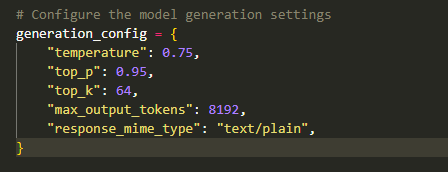 # Configure the model generation settings
generation_config = {
    "temperature": 0.75,
    "top_p": 0.95,
    "top_k": 64,
    "max_output_tokens": 8192,
    "response_mime_type": "text/plain",
}